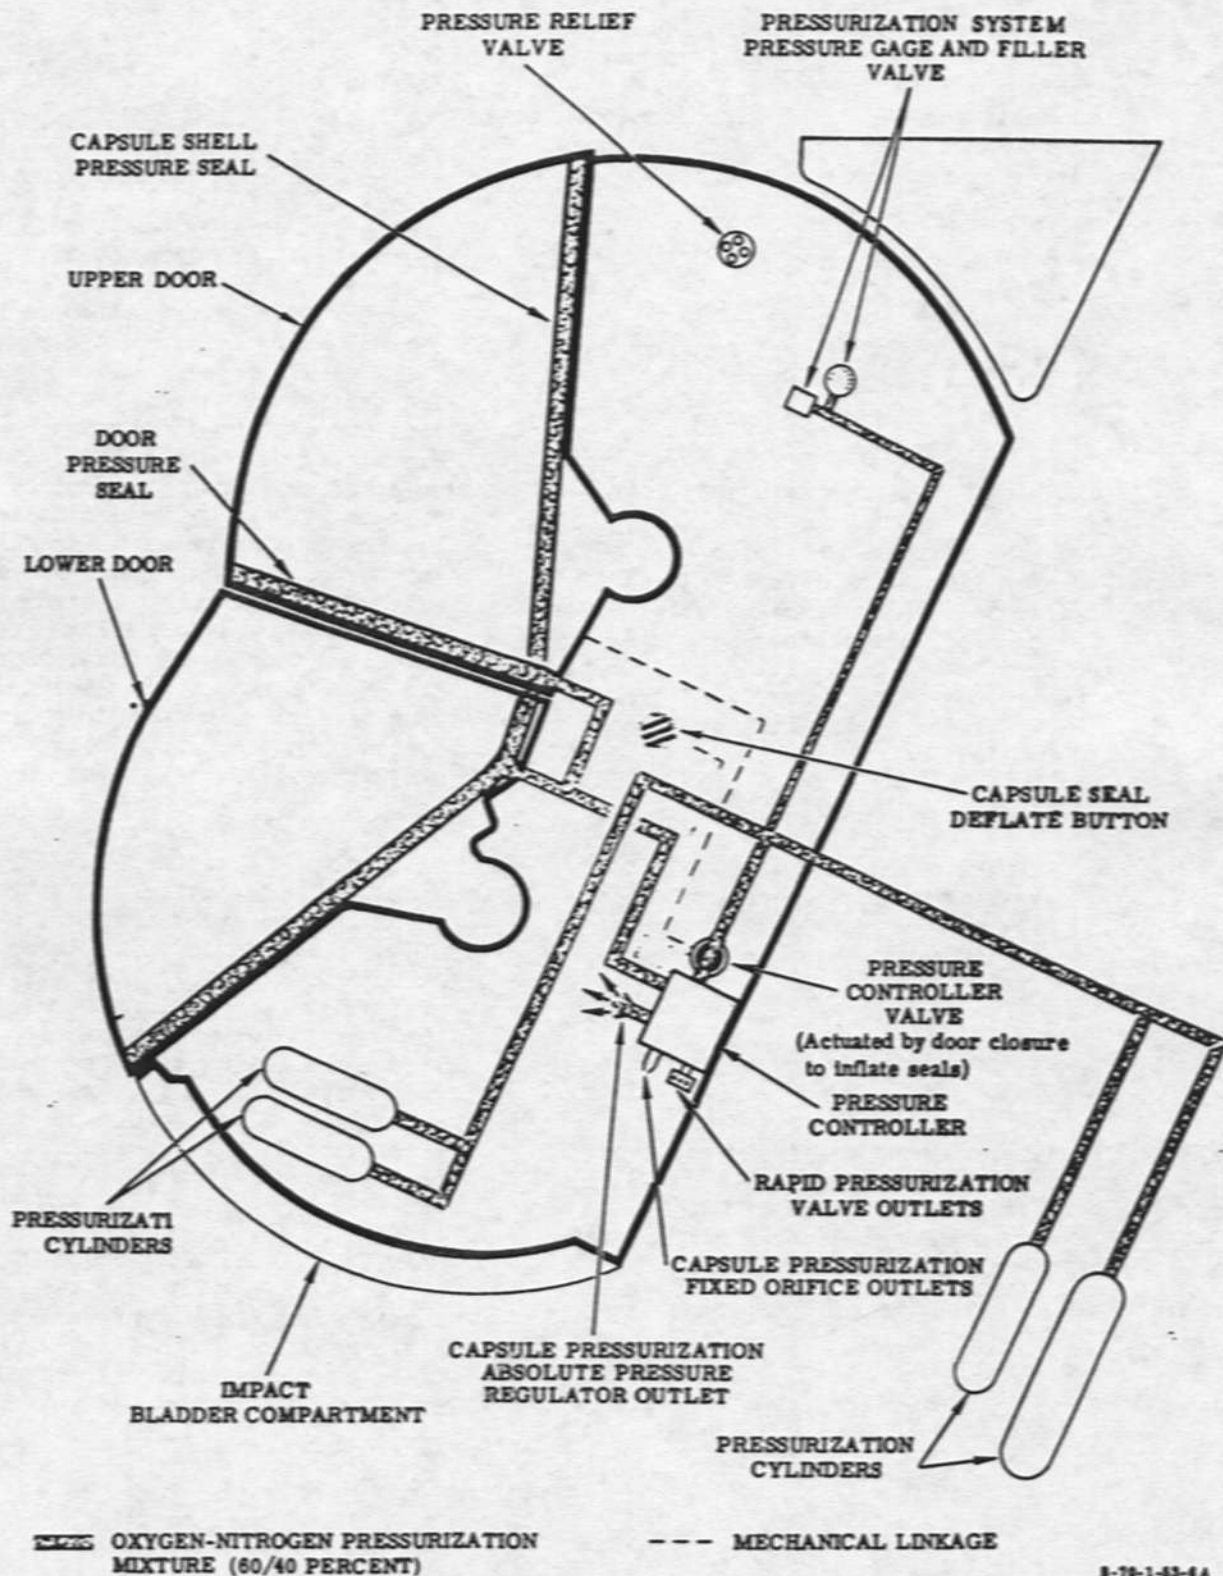 PRESSURE RELIEF
VALVE
PRESSURIZATION SYSTEM
PRESSURE GAGE AND FILLER
VALVE
CAPSULE SHELL
PRESSURE SEAL
UPPER DOOR
DOOR
PRESSURE
SEAL
LOWER DOOR
CAPSULE SEAL
DEFLATE BUTTON
PRESSURE
CONTROLLER
VALVE
(Actuated by door closure
to inflate seals)
PRESSURE
CONTROLLER
RAPID PRESSURIZATION
VALVE OUTLETS
PRESSURIZATI
CYLINDERS
CAPSULE PRESSURIZATION
FIXED ORIFICE OUTLETS
CAPSULE PRESSURIZATION
ABSOLUTE PRESSURE
REGULATOR OUTLET
IMPACT
BLADDER COMPARTMENT
PRESSURIZATION
CYLINDERS
OXYGEN-NITROGEN PRESSURIZATION
MIXTURE (60/40 PERCENT)
MECHANICAL LINKAGE